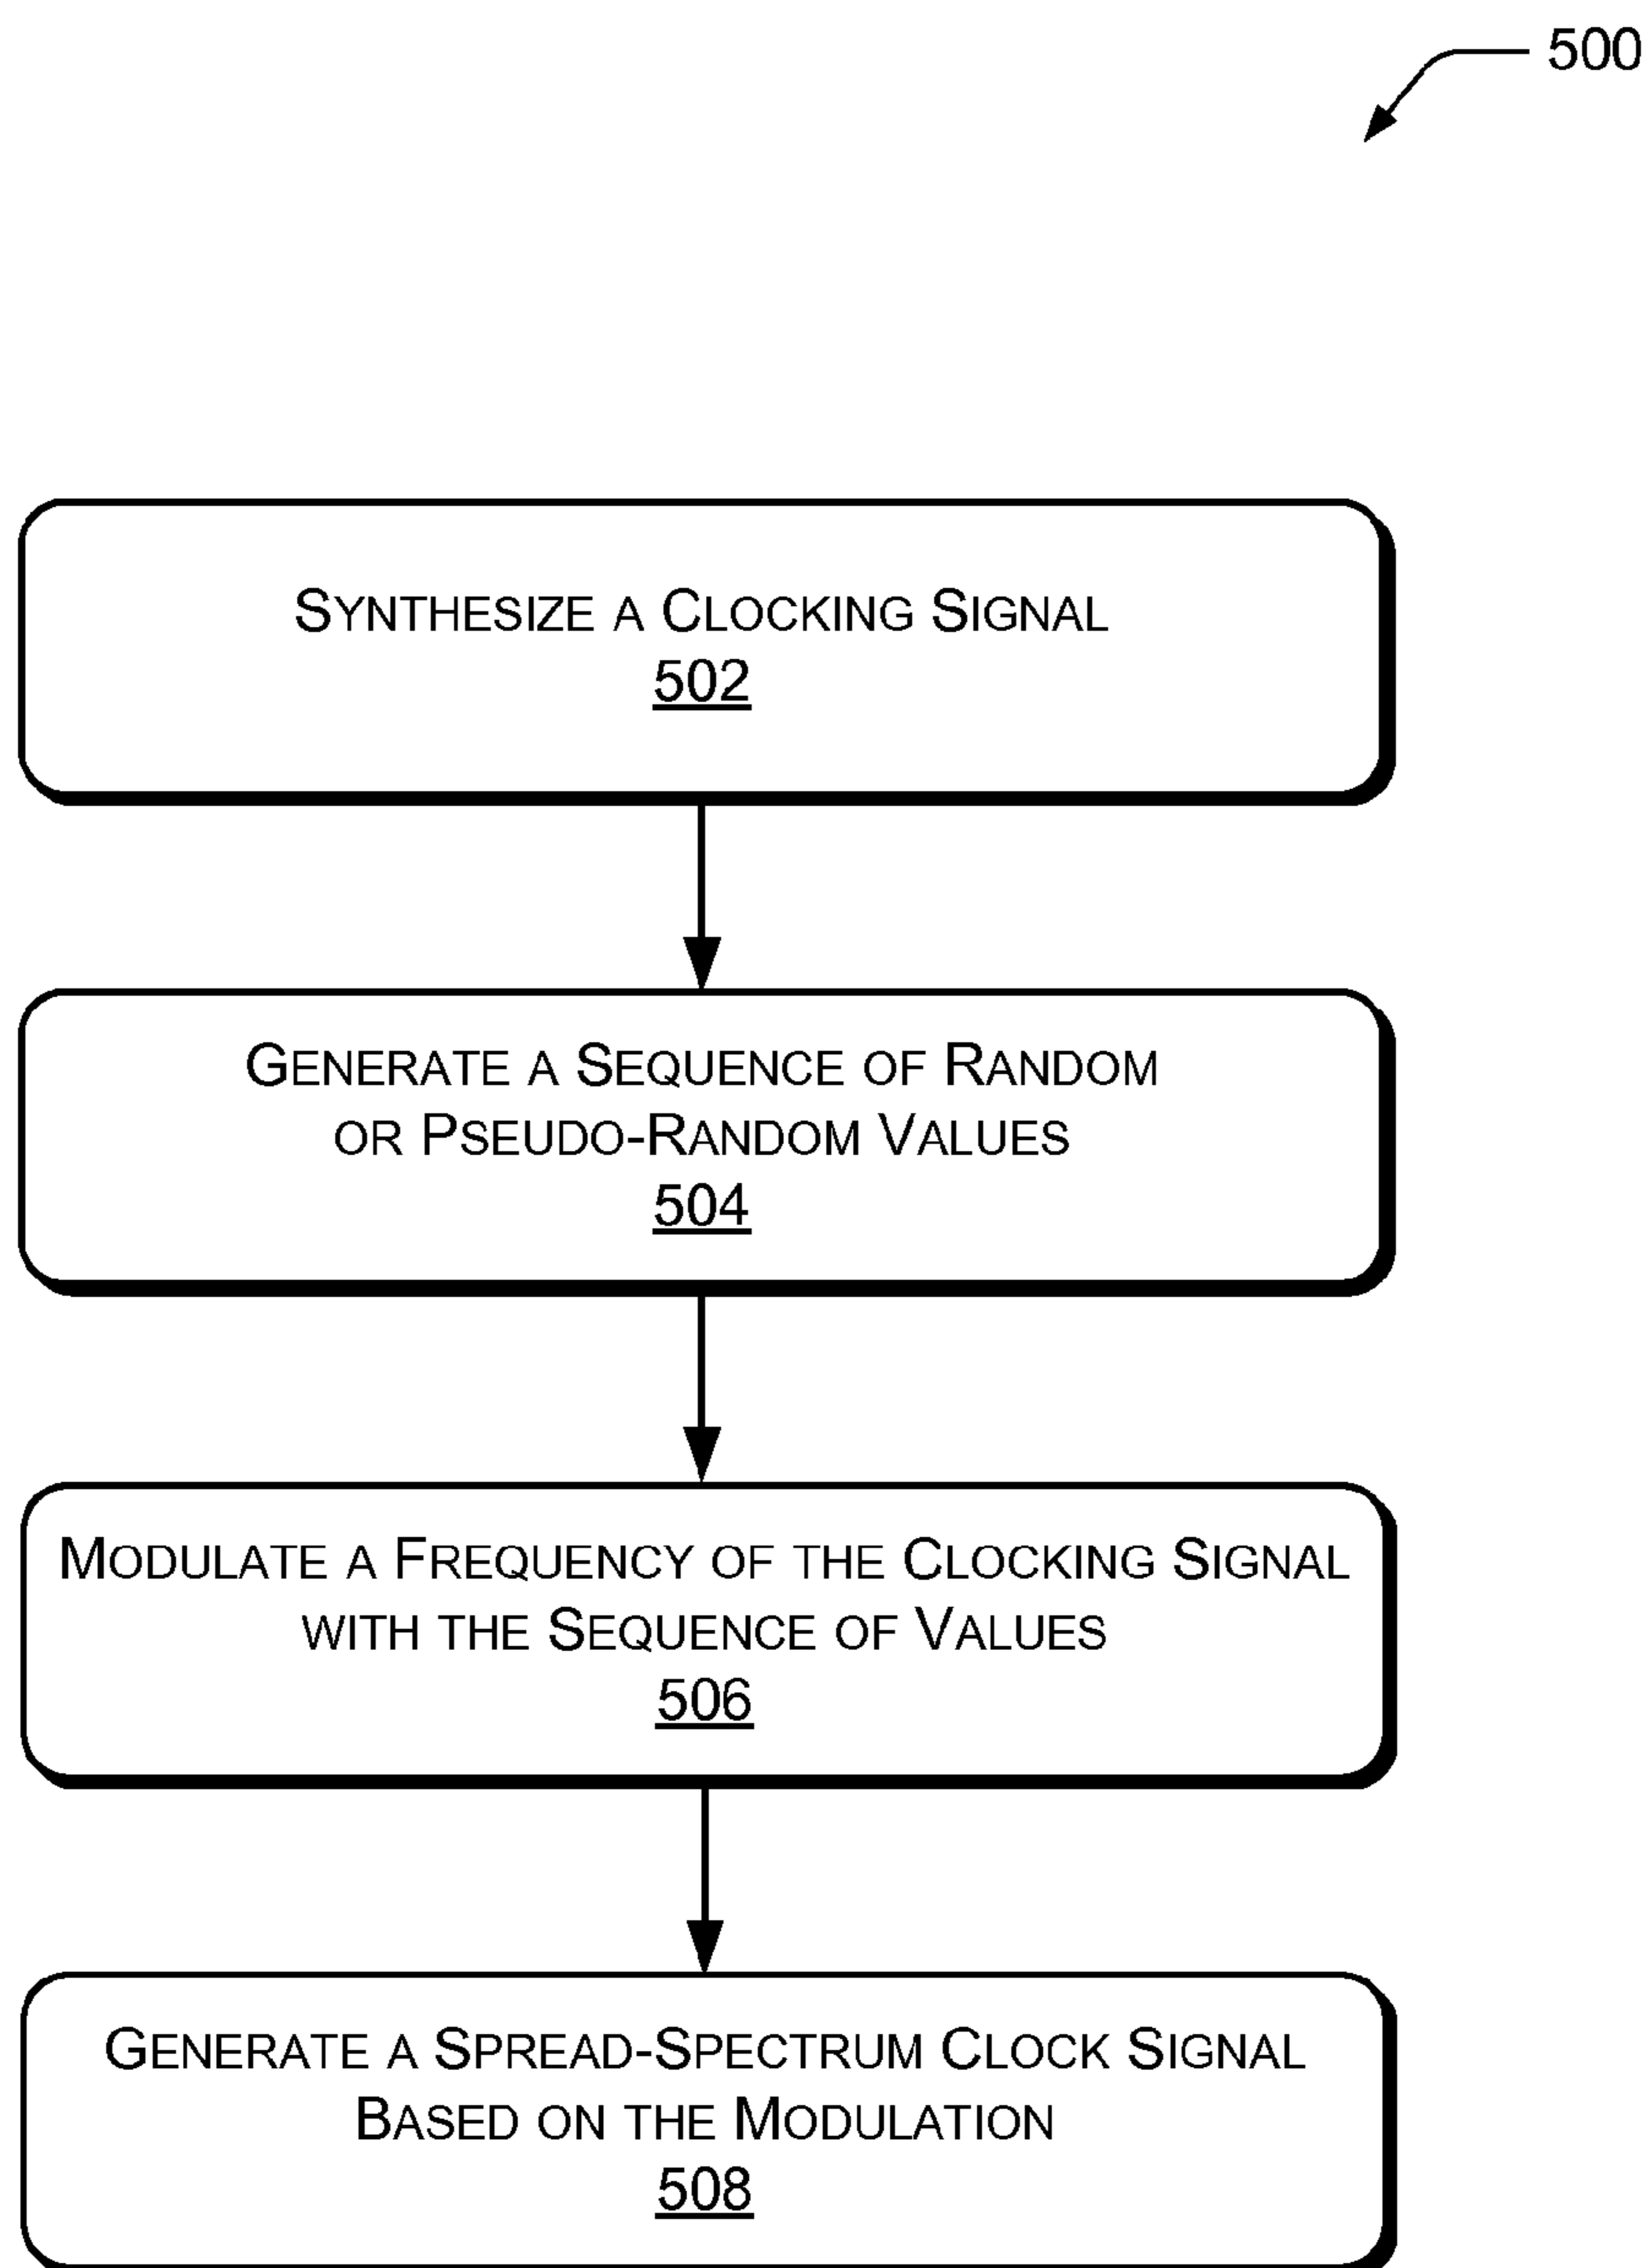 500
SYNTHESIZE A CLOCKING SIGNAL
502
GENERATE A SEQUENCE OF RANDOM
OR PSEUDO-RANDOM VALUES
504
MODULATE A FREQUENCY OF THE CLOCKING SIGNAL
WITH THE SEQUENCE OF VALUES
506
GENERATE A SPREAD-SPECTRUM CLOCK SIGNAL
BASED ON THE MODULATION
508